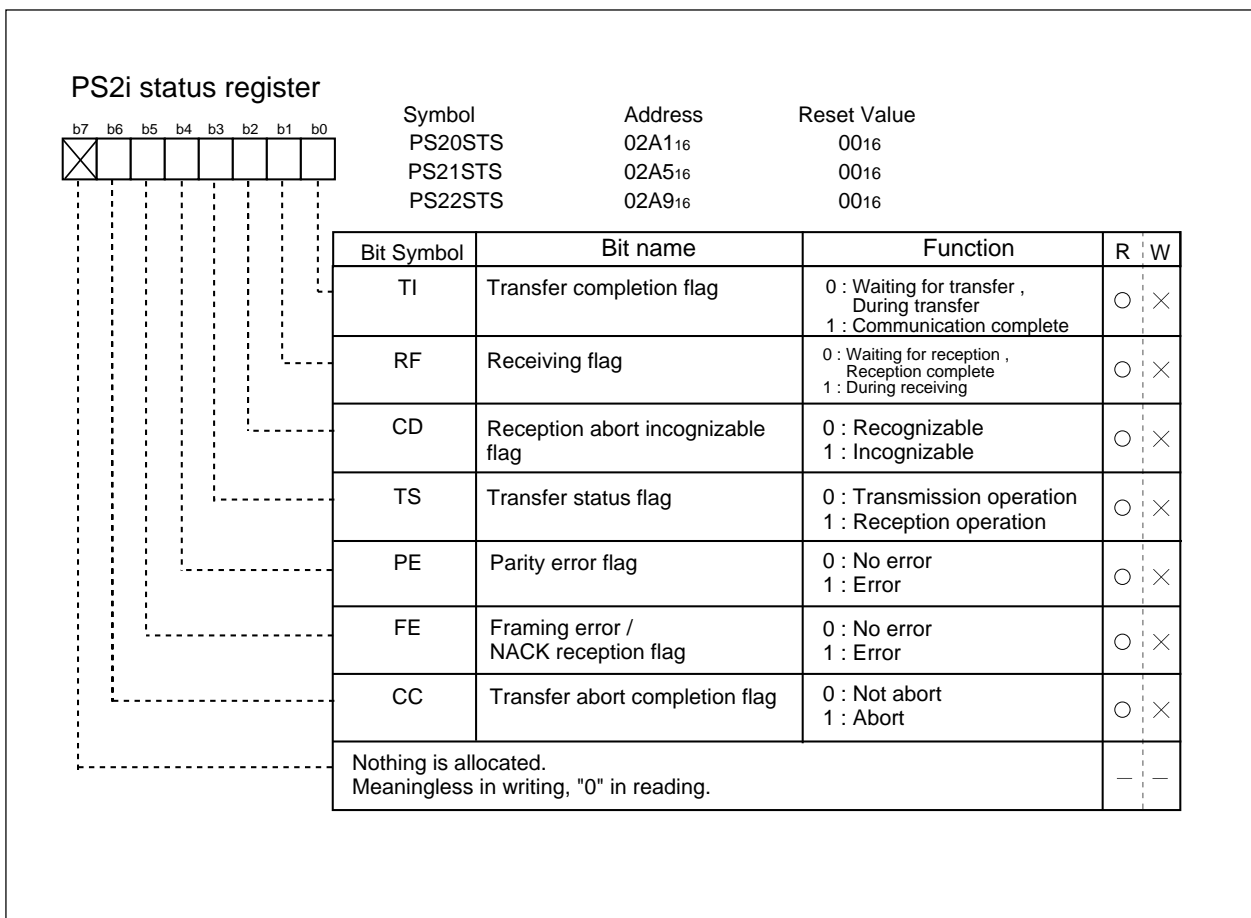 PS2i status register
b7 b6 b5 b4 b3 b2 b1 b0
Symbol Address Reset Value
PS20STS 02A116 0016
PS21STS 02A516 0016
PS22STS 02A916 0016
Bit Symbol Bit name Function R W
TI Transfer completion flag 0 : Waiting for transfer ,
During transfer
1 : Communication complete
RF Receiving flag 0 : Waiting for reception ,
Reception complete
1 : During receiving
CD Reception abort incognizable 0 : Recognizable
flag 1 : Incognizable
TS Transfer status flag 0 : Transmission operation
1 : Reception operation
PE Parity error flag 0 : No error
1 : Error
FE Framing error / 0 : No error
NACK reception flag 1 : Error
CC Transfer abort completion flag 0 : Not abort
1 : Abort
Nothing is allocated.
Meaningless in writing, "0" in reading. — —